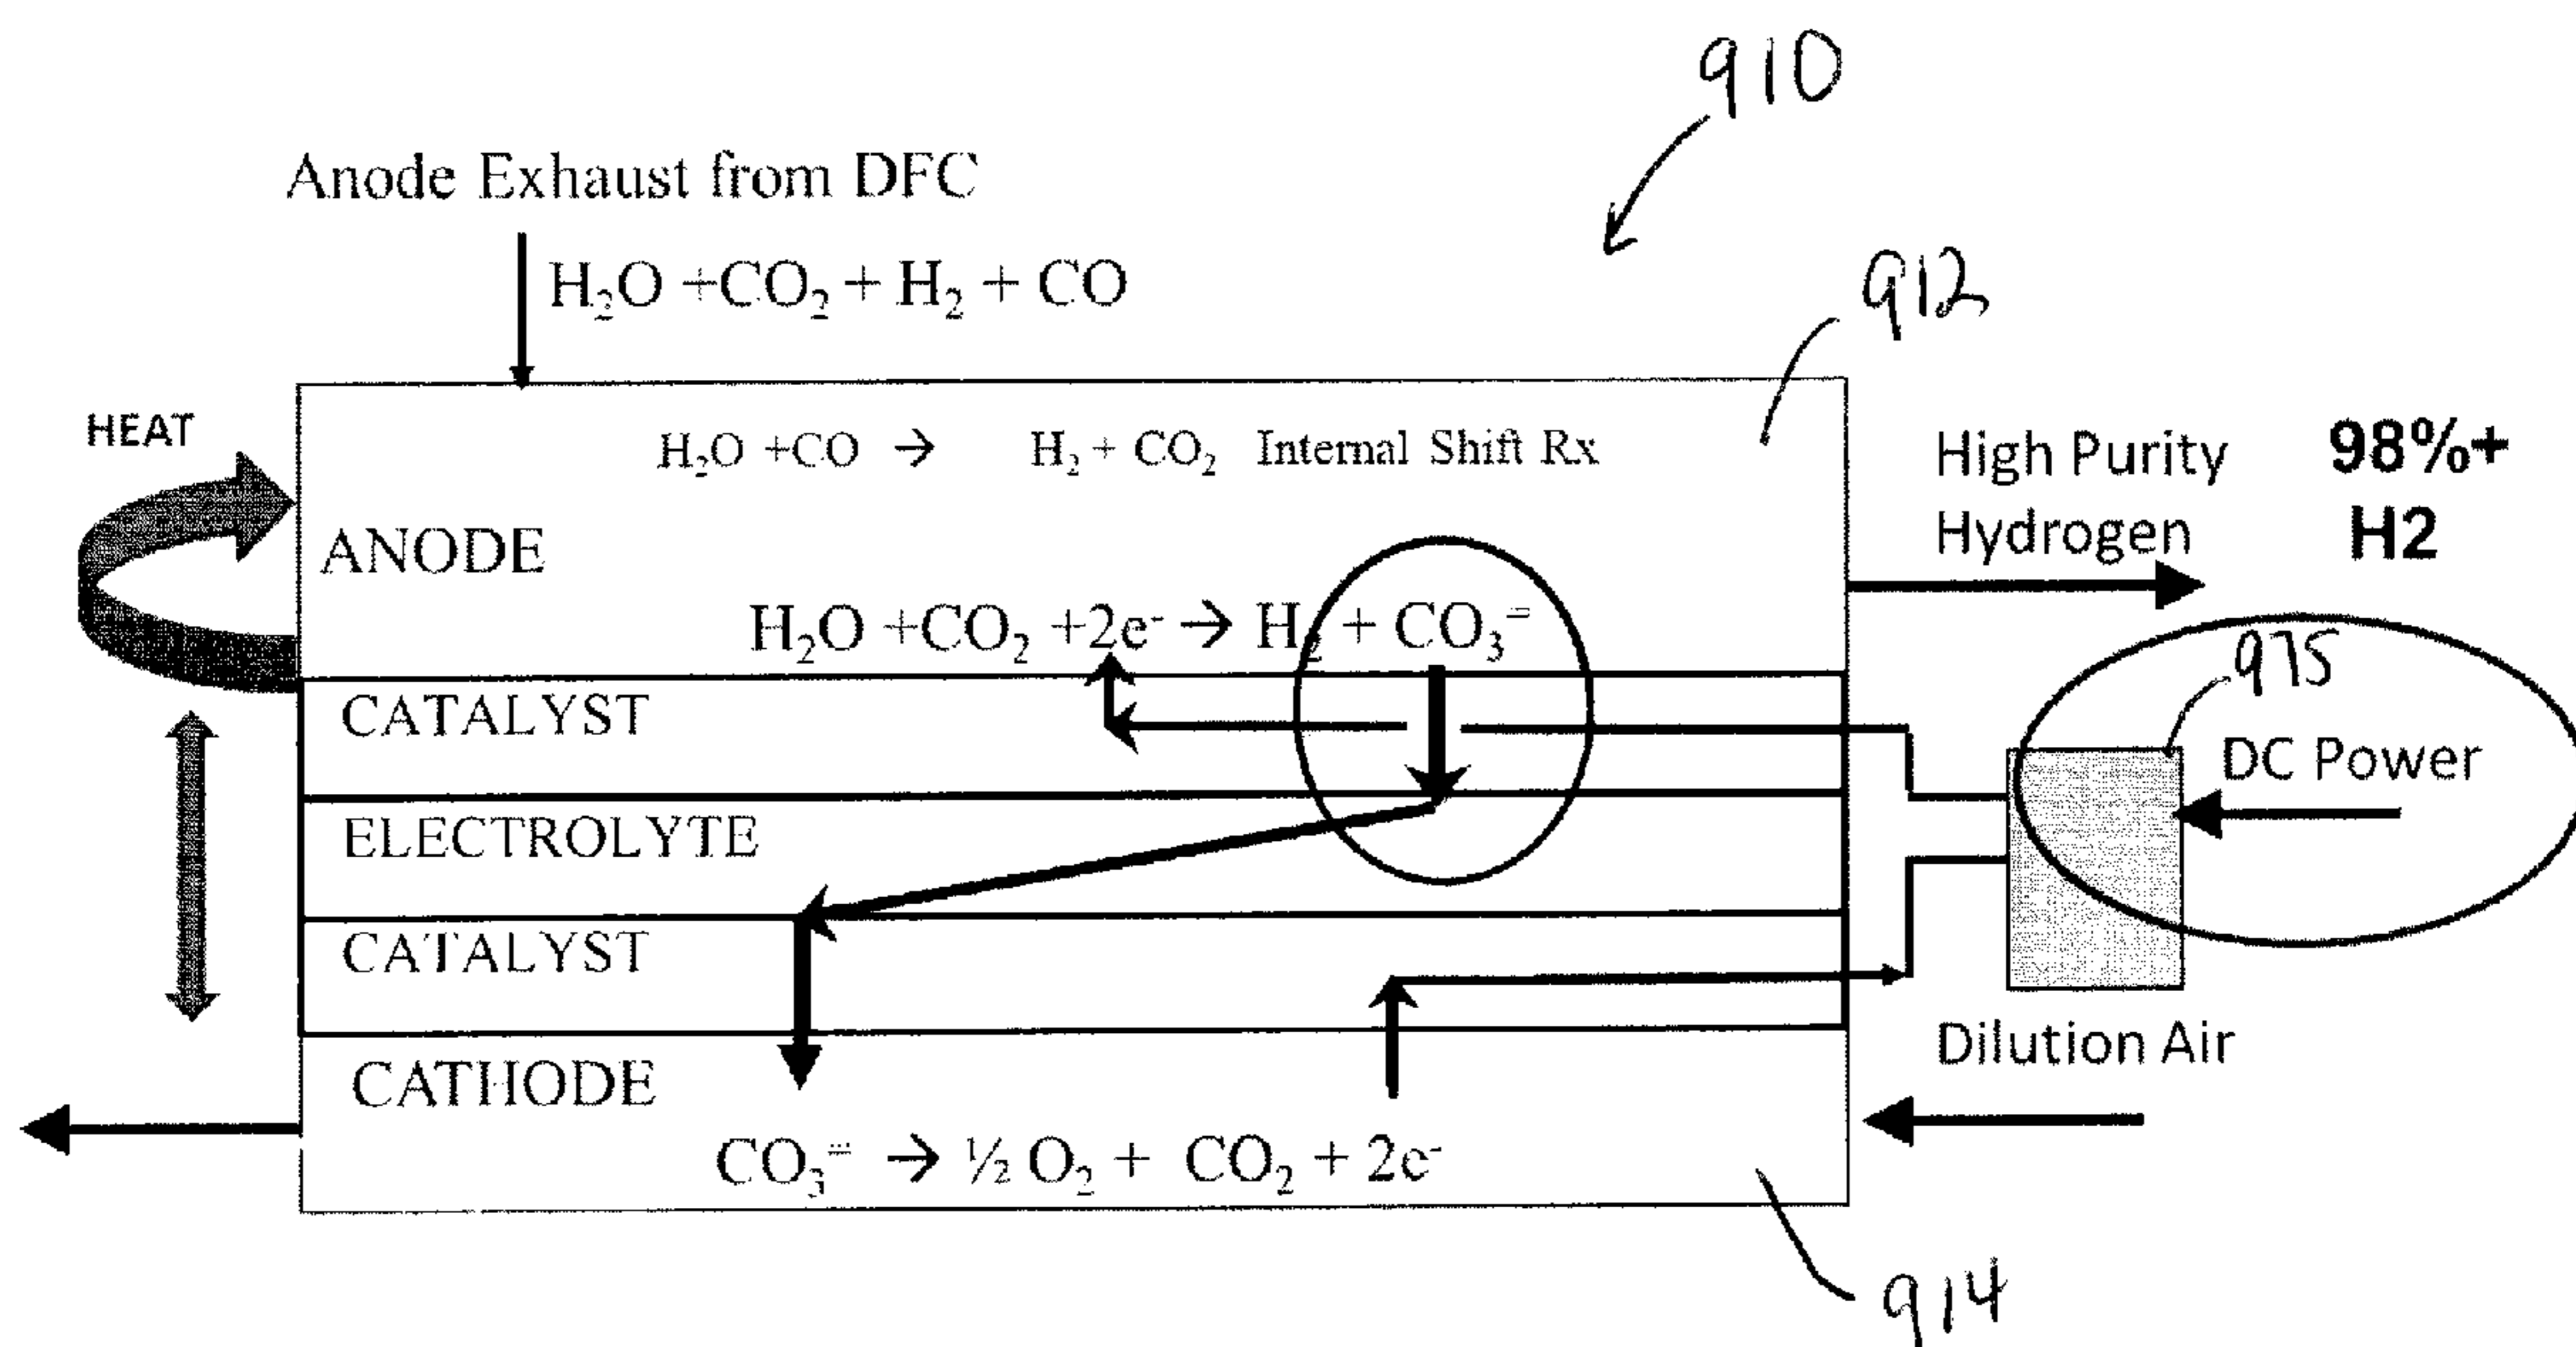 910
Anode Exhaust from DFC
H₂O +CO₂ + H₂ + CO
912
HEAT
H₂O +CO → H₂ + CO₂ Internal Shift Rx
High Purity
Hydrogen
98%+
H2
ANODE
H₂O +CO₂ +2e⁻ → H₂ + CO₃⁼
975
CATALYST
DC Power
ELECTROLYTE
CATALYST
Dilution Air
CATHODE
CO₃⁼ → ½ O₂ + CO₂ + 2e⁻
914